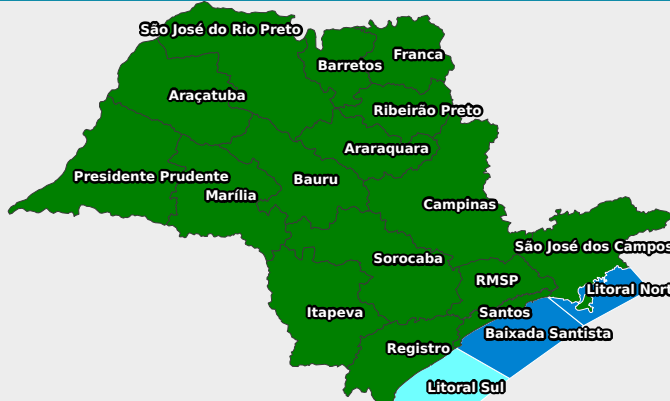 São José do Rio Preto
Franca
Barretos
Araçatuba
Ribeirão Preto
Araraquara
Presidente Prudente
Bauru
Marília
Campinas
São José dos Campos
Sorocaba
RMSP
Litoral Nort
Itapeva
Santos
Baixada Santista
Registro
Litoral Sul